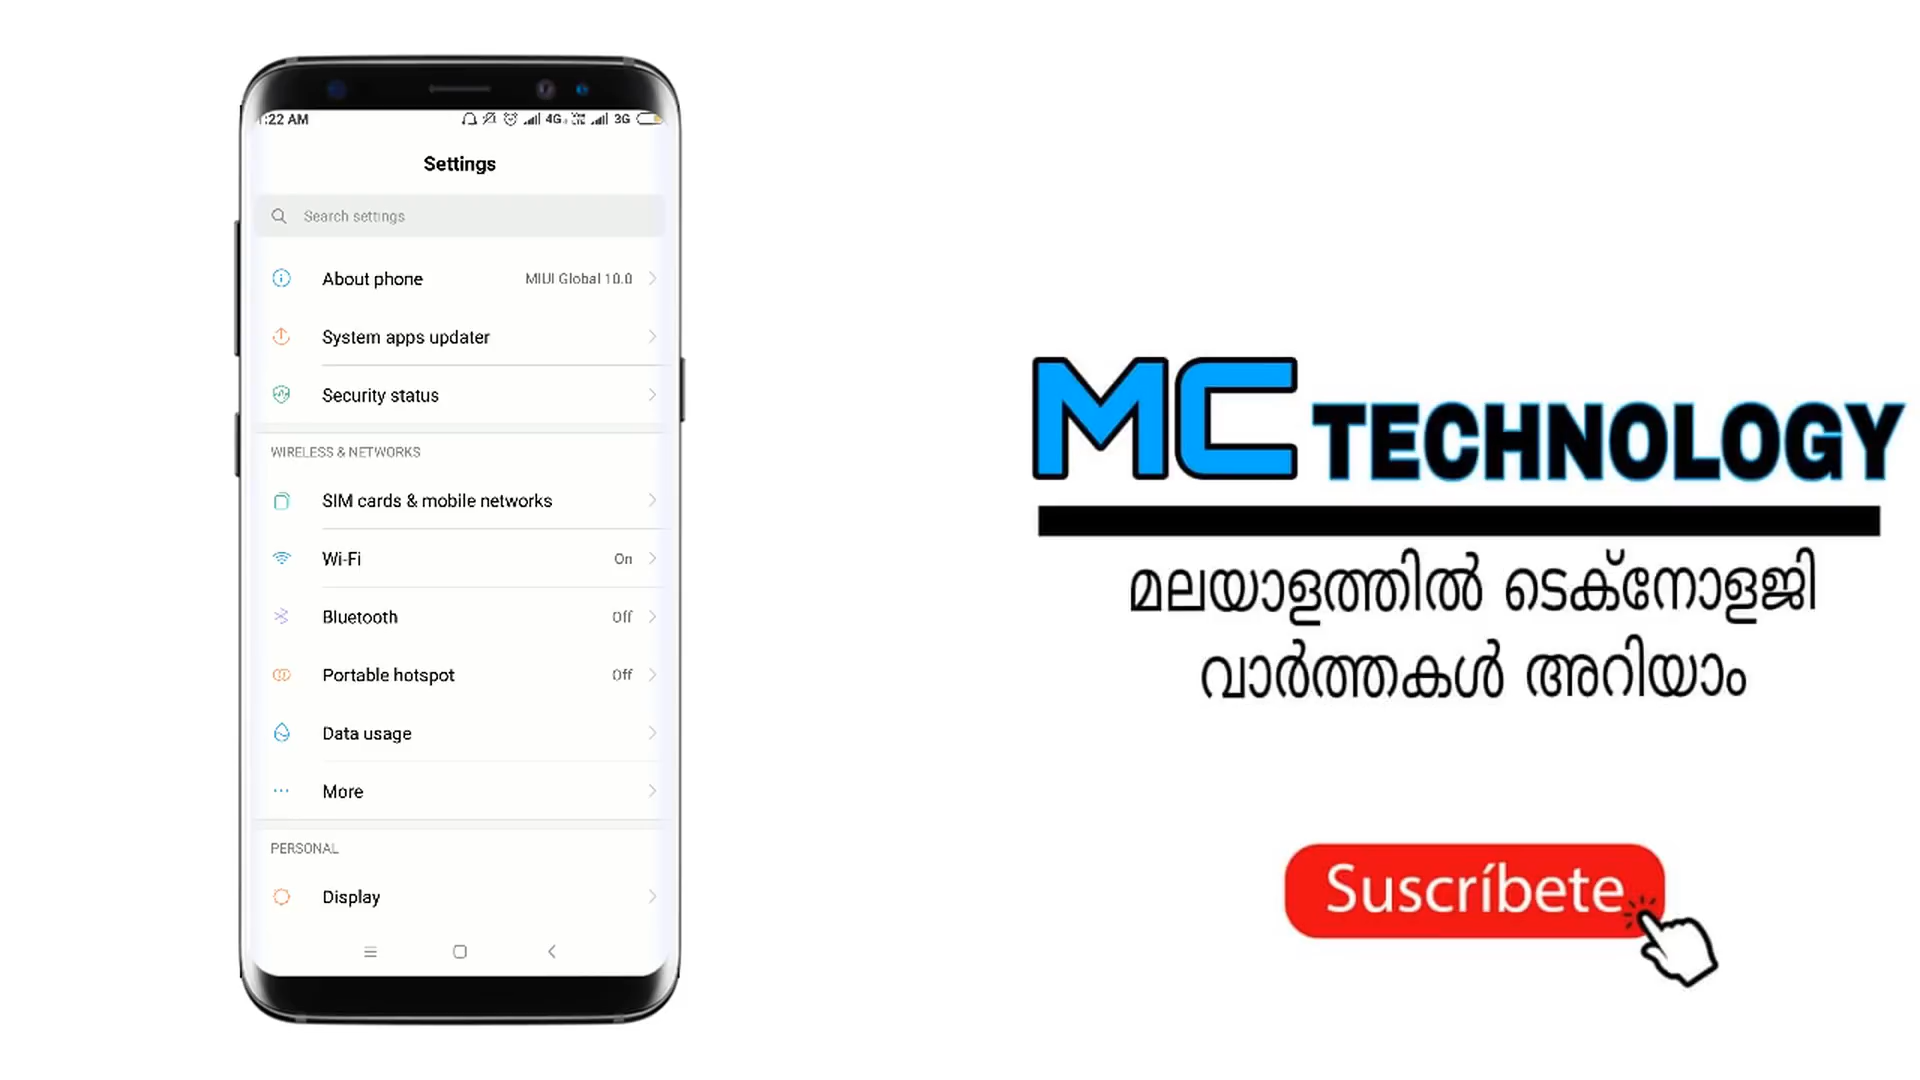 :22 AM
4G
VoLTE
3G
Settings
Search settings
About phone
MIUI Global 10.0
System apps updater
Security status
WIRELESS & NETWORKS
SIM cards & mobile networks
Wi-Fi
On
Bluetooth
Off
Portable hotspot
Off
Data usage
More
PERSONAL
Display
MC TECHNOLOGY
മലയാളത്തിൽ ടെക്നോളജി
വാർത്തകൾ അറിയാം
Suscríbete